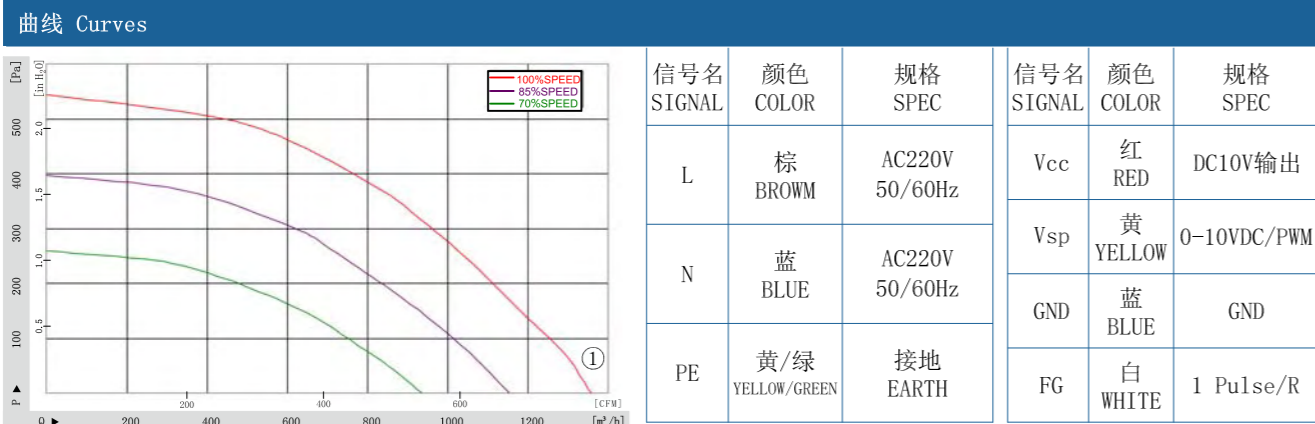 曲线 Curves
[Pa]
[in.H₂O]
100%SPEED
85%SPEED
70%SPEED
500
400
300
200
100
P ▲
2.0
1.5
1.0
0.5
①
200
400
600
[CFM]
Q ▶
200
400
600
800
1000
1200
[m³/h]
信号名
SIGNAL
颜色
COLOR
规格
SPEC
L
棕
BROWM
AC220V
50/60Hz
N
蓝
BLUE
AC220V
50/60Hz
PE
黄/绿
YELLOW/GREEN
接地
EARTH
信号名
SIGNAL
颜色
COLOR
规格
SPEC
Vcc
红
RED
DC10V输出
Vsp
黄
YELLOW
0-10VDC/PWM
GND
蓝
BLUE
GND
FG
白
WHITE
1 Pulse/R